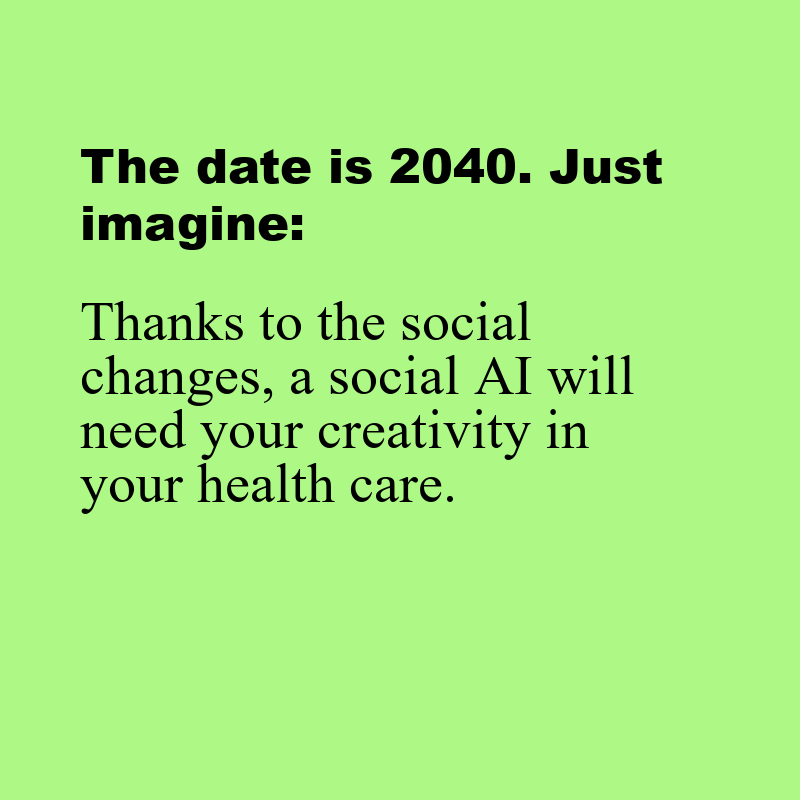 The date is 2040. Just
imagine:
Thanks to the social
changes, a social AI will
need your creativity in
your health care.